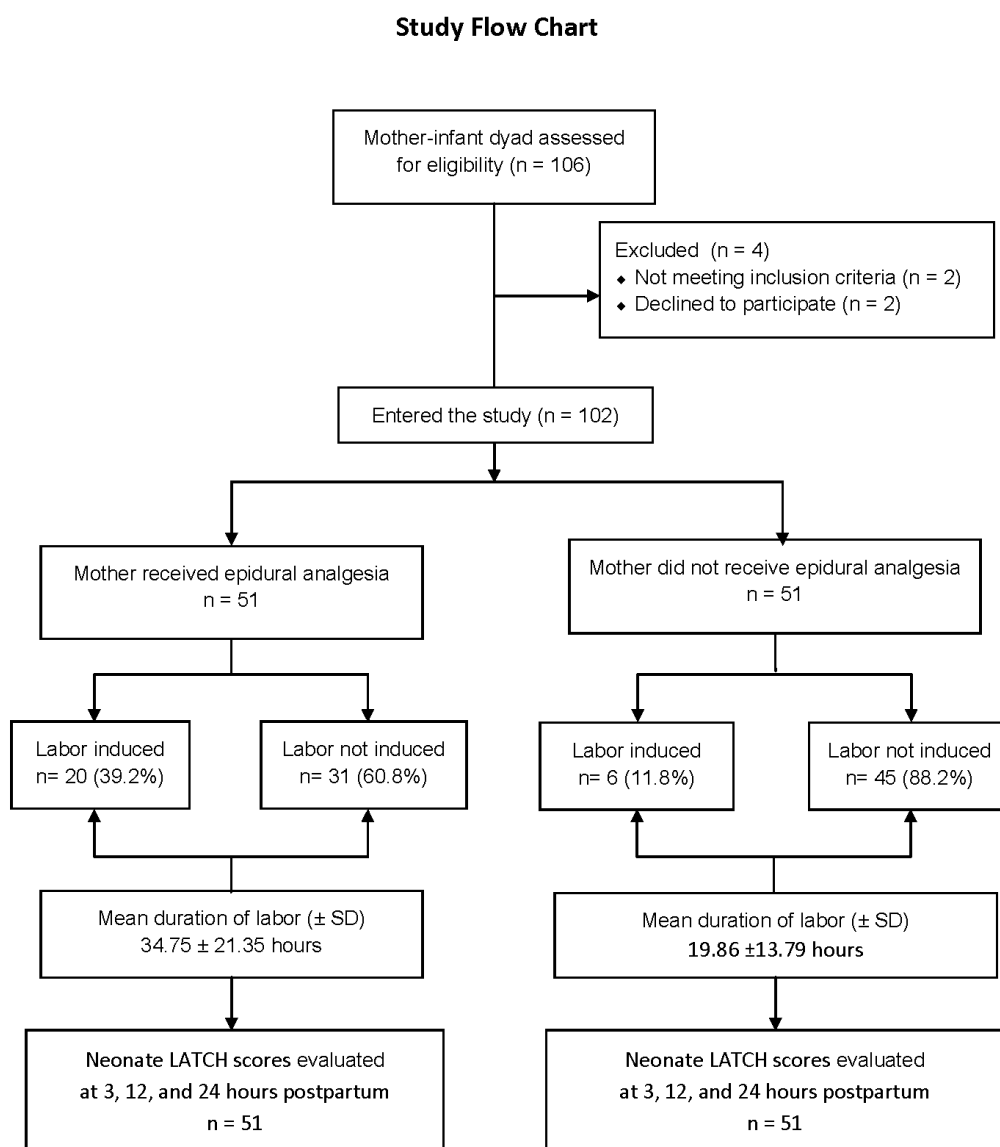 Study Flow Chart
Mother-infant dyad assessed
for eligibility (n = 106)
Excluded (n = 4)
⬥ Not meeting inclusion criteria (n = 2)
⬥ Declined to participate (n = 2)
Entered the study (n = 102)
Mother received epidural analgesia
n = 51
Mother did not receive epidural analgesia
n = 51
Labor induced
n= 20 (39.2%)
Labor not induced
n= 31 (60.8%)
Labor induced
n= 6 (11.8%)
Labor not induced
n= 45 (88.2%)
Mean duration of labor (± SD)
34.75 ± 21.35 hours
Mean duration of labor (± SD)
19.86 ±13.79 hours
Neonate LATCH scores evaluated
at 3, 12, and 24 hours postpartum
n = 51
Neonate LATCH scores evaluated
at 3, 12, and 24 hours postpartum
n = 51